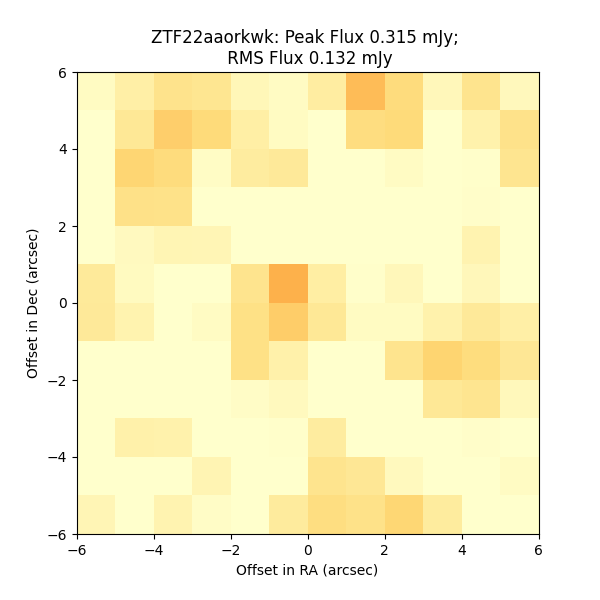 ZTF22aaorkwk: Peak Flux 0.315 mJy;
RMS Flux 0.132 mJy
6
4
2
0
−2
−4
−6
Offset in Dec (arcsec)
−6 −4 −2 0 2 4 6
Offset in RA (arcsec)